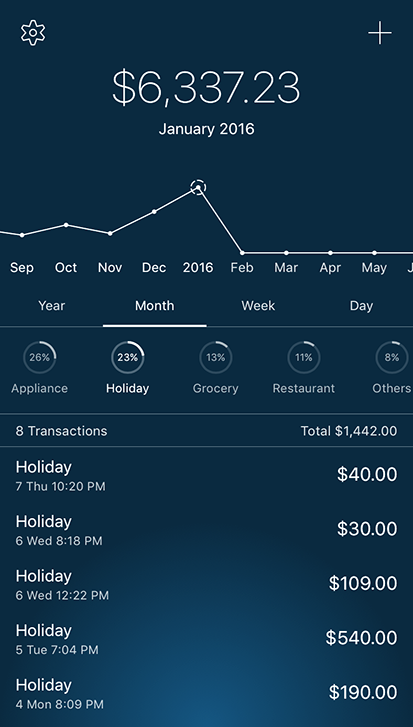 $6,337.23
January 2016
Sep Oct Nov Dec 2016 Feb Mar Apr May J
Year Month Week Day
26% 23% 13% 11% 8%
Appliance Holiday Grocery Restaurant Others
8 Transactions Total $1,442.00
Holiday $40.00
7 Thu 10:20 PM
Holiday $30.00
6 Wed 8:18 PM
Holiday $109.00
6 Wed 12:22 PM
Holiday $540.00
5 Tue 7:04 PM
Holiday $190.00
4 Mon 8:09 PM